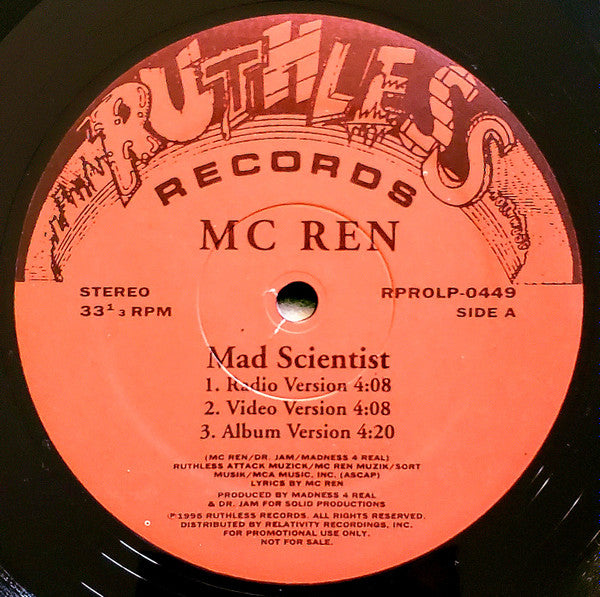 RUTHLESS
RECORDS
MC REN
STEREO
33 1 3 RPM
RPROLP-0449
SIDE A
Mad Scientist
1. Radio Version 4:08
2. Video Version 4:08
3. Album Version 4:20
(MC REN/DR. JAM/MADNESS 4 REAL)
RUTHLESS ATTACK MUZICK/MC REN MUZIK/SORT
MUSIK/MCA MUSIC, INC. (ASCAP)
LYRICS BY MC REN
PRODUCED BY MADNESS 4 REAL
& DR. JAM FOR SOLID PRODUCTIONS
℗1995 RUTHLESS RECORDS. ALL RIGHTS RESERVED.
DISTRIBUTED BY RELATIVITY RECORDINGS, INC.
FOR PROMOTIONAL USE ONLY.
NOT FOR SALE.